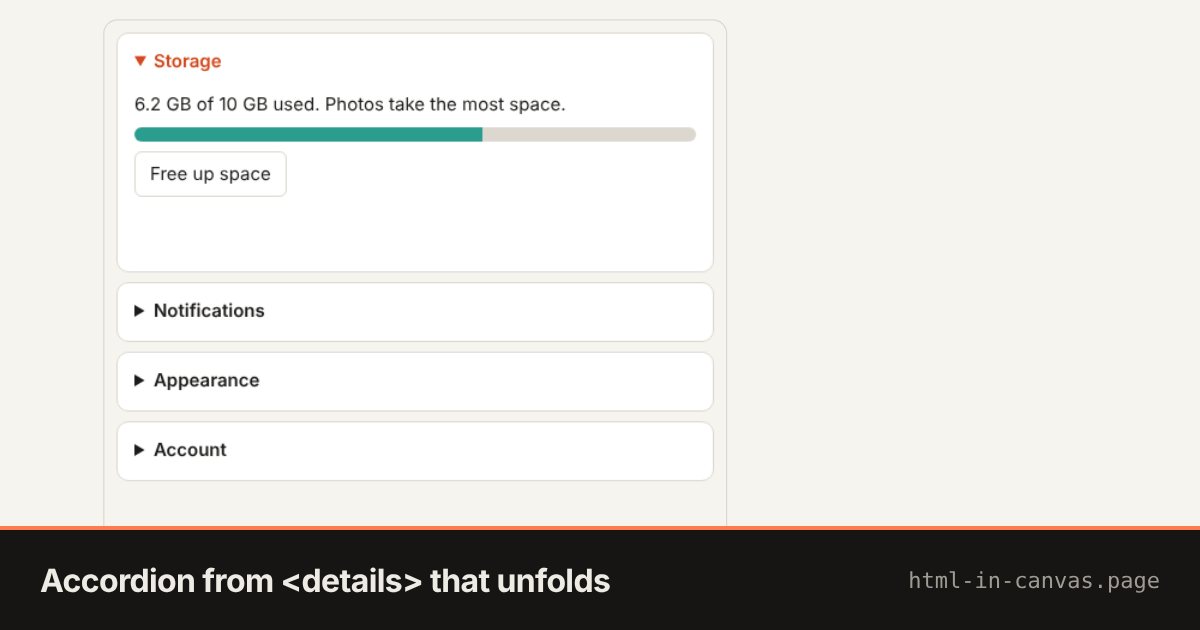 Storage
6.2 GB of 10 GB used. Photos take the most space.
Free up space
Notifications
Appearance
Account
Accordion from <details> that unfolds
html-in-canvas.page